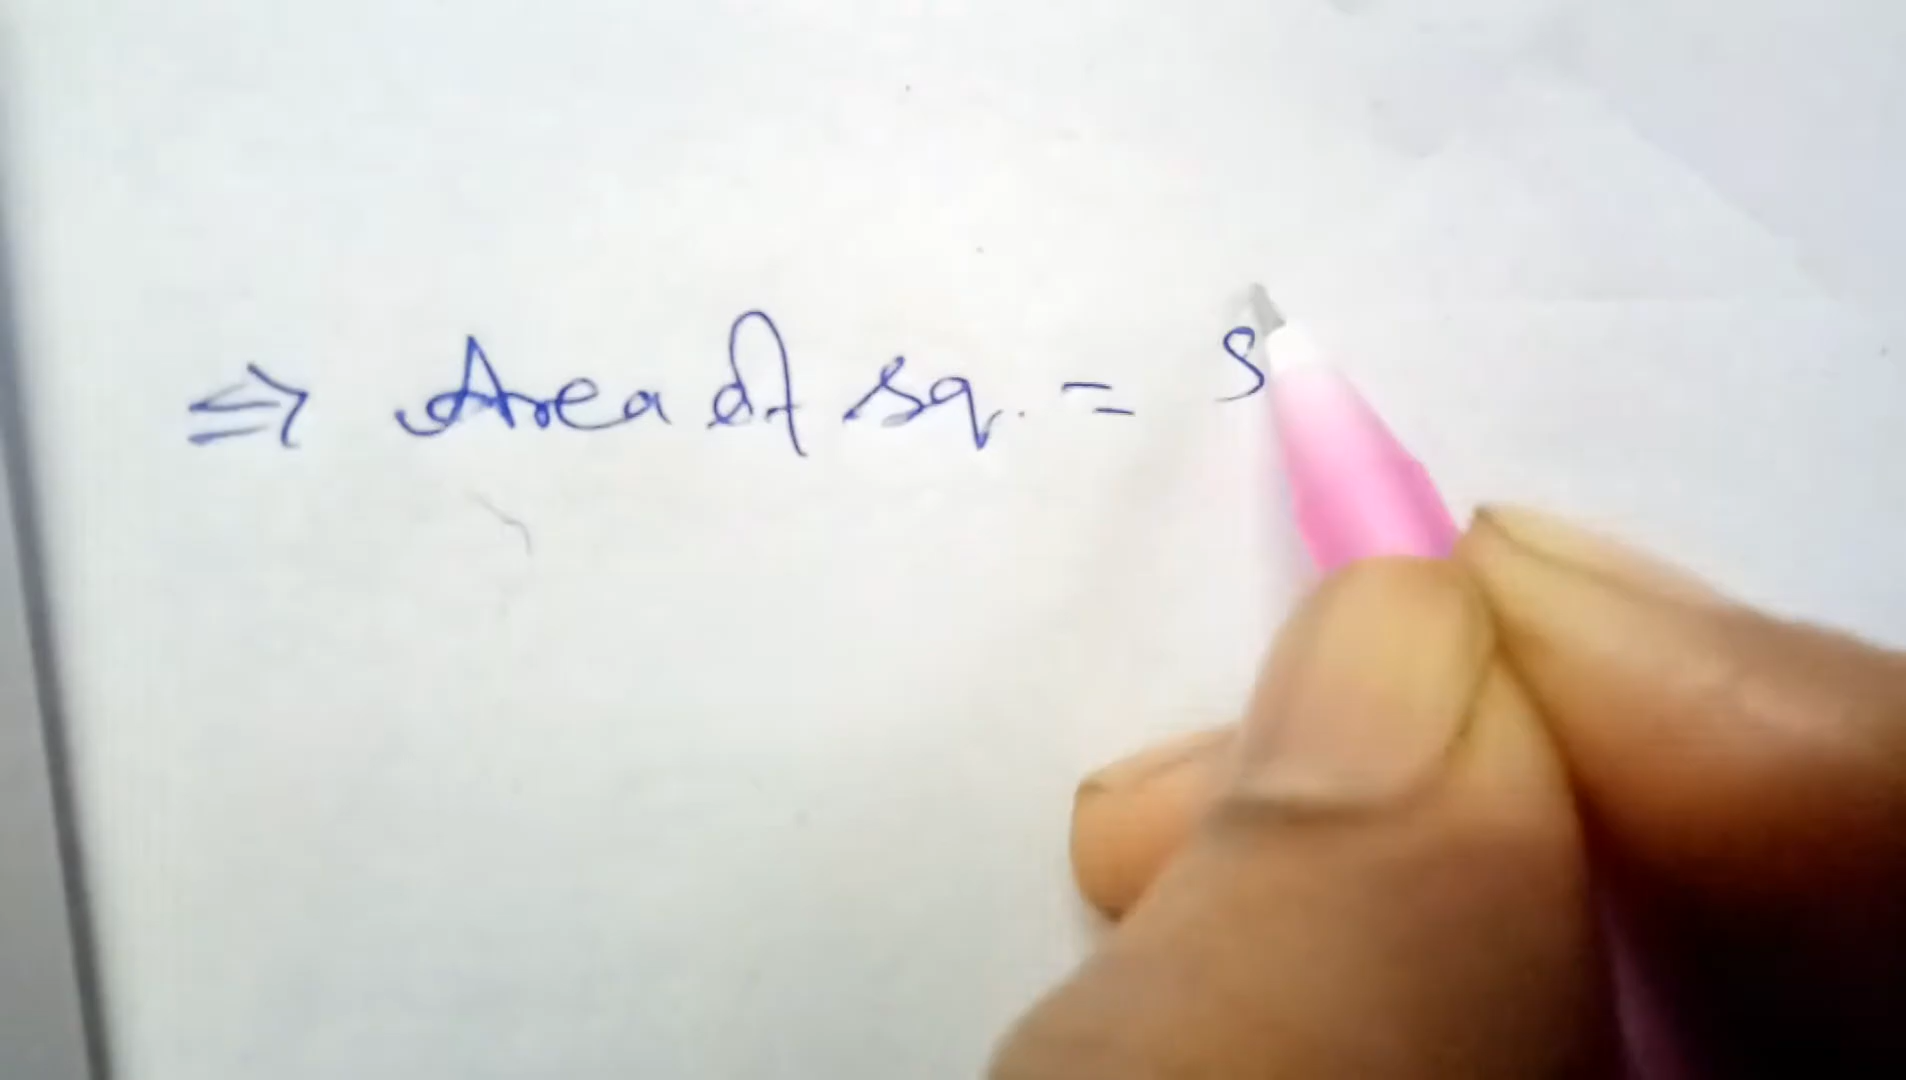 ⇒ Area of sq. = S